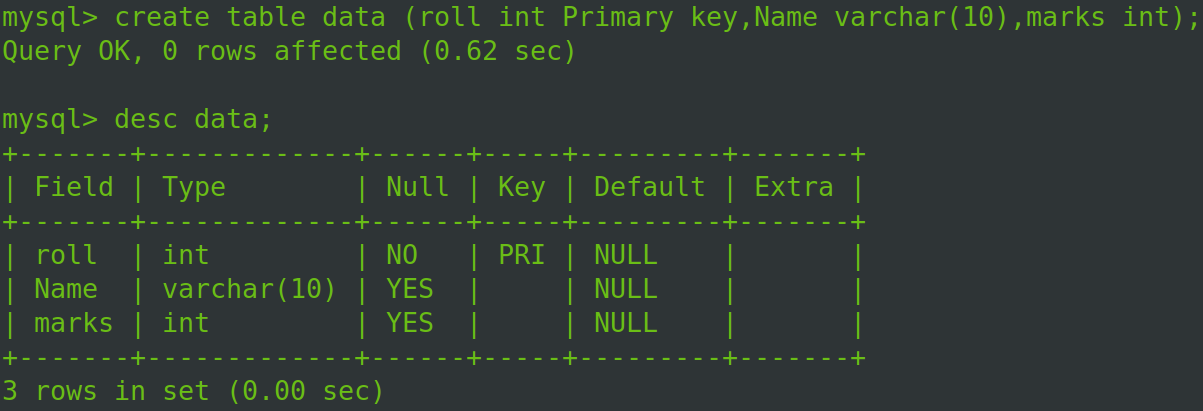 mysql> create table data (roll int Primary key,Name varchar(10),marks int);
Query OK, 0 rows affected (0.62 sec)
mysql> desc data;
+-------+-------------+------+-----+---------+-------+
| Field | Type        | Null | Key | Default | Extra |
+-------+-------------+------+-----+---------+-------+
| roll  | int         | NO   | PRI | NULL    |       |
| Name  | varchar(10) | YES  |     | NULL    |       |
| marks | int         | YES  |     | NULL    |       |
+-------+-------------+------+-----+---------+-------+
3 rows in set (0.00 sec)